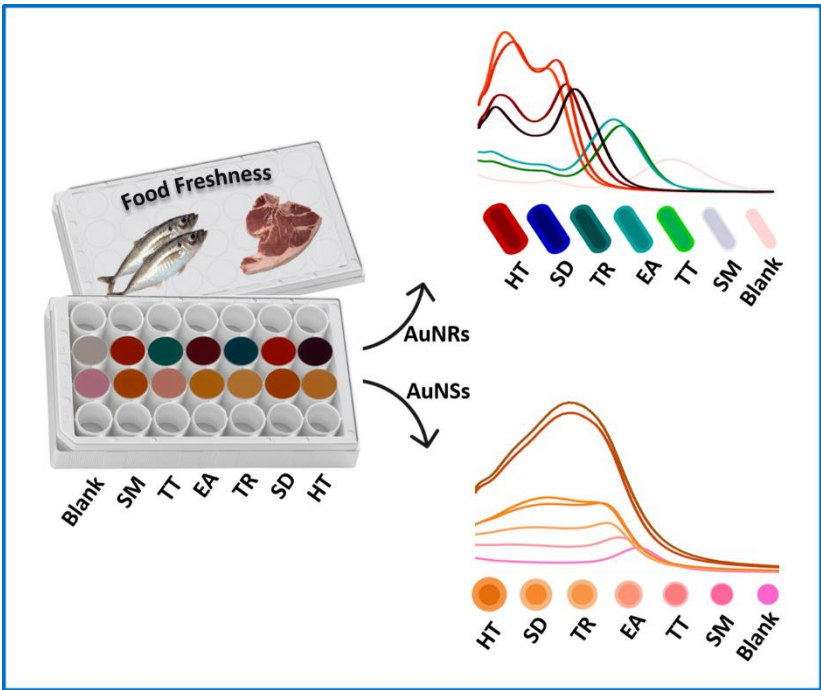 Food Freshness
AuNRs
AuNSs
Blank SM TT EA TR SD HT
HT SD TR EA TT SM Blank
HT SD TR EA TT SM Blank